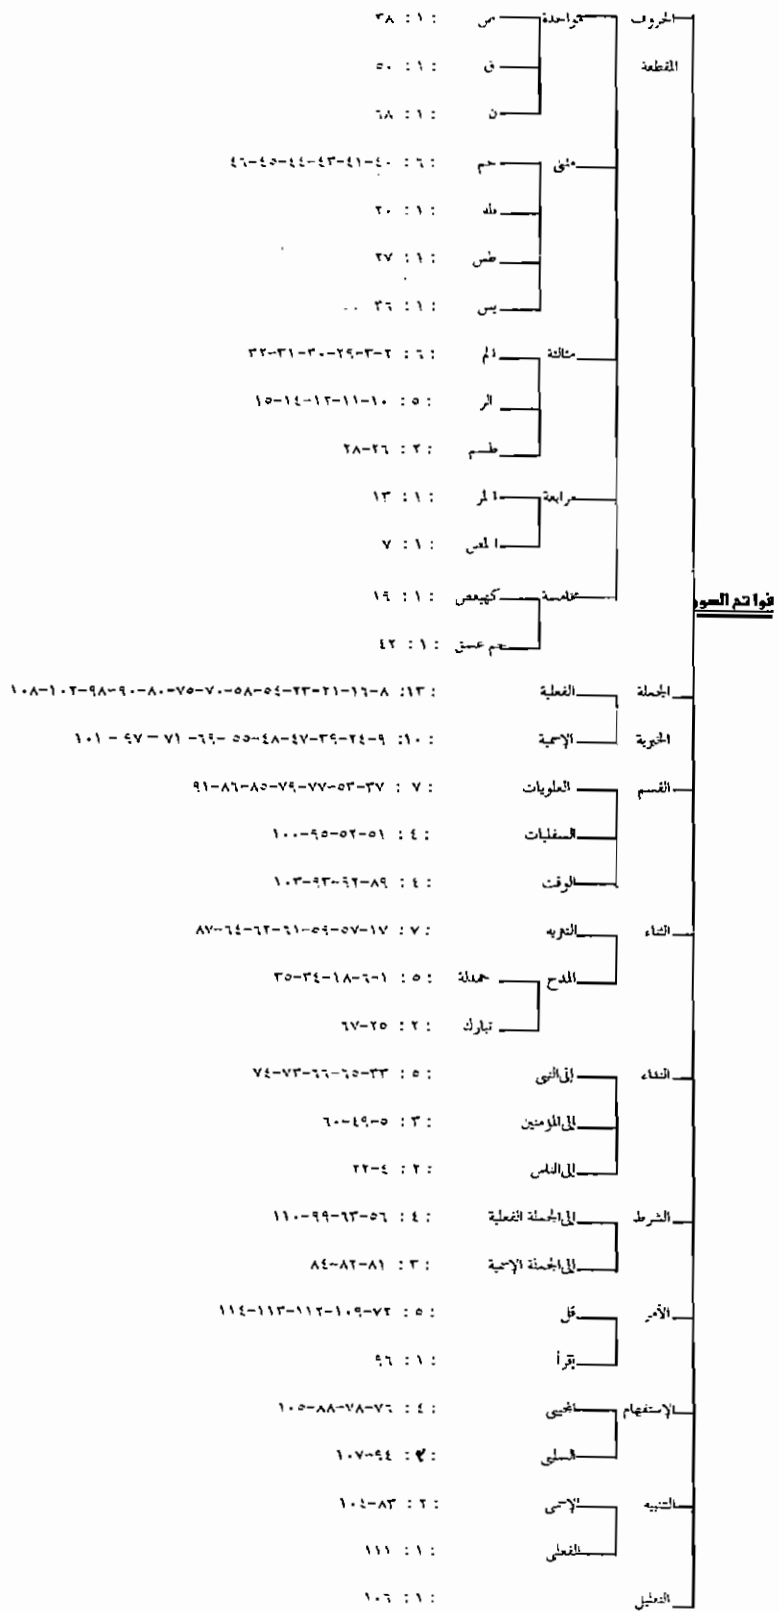 فواتح السور
الحروف واحدة ص : ١ : ٣٨
المقطعة ق : ١ : ٥٠
ن : ١ : ٦٨
مثنى حم : ٦ : ٤٠-٤١-٤٣-٤٤-٤٥-٤٦
طه : ١ : ٢٠
طس : ١ : ٢٧
يس : ١ : ٣٦
مثالثة الم : ٦ : ٢-٣-٢٩-٣٠-٣١-٣٢
الر : ٥ : ١٠-١١-١٢-١٤-١٥
طسم : ٢ : ٢٦-٢٨
مرابعة المر : ١ : ١٣
المص : ١ : ٧
مخامسة كهيعص : ١ : ١٩
حم عسق : ١ : ٤٢
الجملة الفعلية : ١٣: ٨-١٦-٢١-٢٣-٥٤-٥٨-٧٠-٧٥-٨٠-٩٠-٩٨-١٠٢-١٠٨
الخبرية الإسمية : ١٠: ٩-٢٤-٣٩-٤٧-٤٨-٥٥-٦٩-٧١-٩٧-١٠١
القسم العلويات : ٧ : ٣٧-٥٣-٧٧-٧٩-٨٥-٨٦-٩١
السفليات : ٤ : ٥١-٥٢-٩٥-١٠٠
الوقت : ٤ : ٨٩-٩٢-٩٣-١٠٣
الثناء التنزيه : ٧ : ١٧-٥٧-٥٩-٦١-٦٢-٦٤-٨٧
المدح حمدلة : ٥ : ١-٦-١٨-٣٤-٣٥
تبارك : ٢ : ٢٥-٦٧
النداء إلى النبي : ٥ : ٣٣-٦٥-٦٦-٧٣-٧٤
إلى المؤمنين : ٣ : ٥-٤٩-٦٠
إلى الناس : ٢ : ٤-٢٢
الشرط إلى الجملة الفعلية : ٤ : ٥٦-٦٣-٩٩-١١٠
إلى الجملة الإسمية : ٣ : ٨١-٨٢-٨٤
الأمر قل : ٥ : ٧٢-١٠٩-١١٢-١١٣-١١٤
إقرأ : ١ : ٩٦
الإستفهام : ٤ : ٧٦-٧٨-٨٨-١٠٥
السلبي : ٢ : ٩٤-١٠٧
التنبيه الإسمى : ٢ : ٨٣-١٠٤
الفعلى : ١ : ١١١
التعليل : ١ : ١٠٦